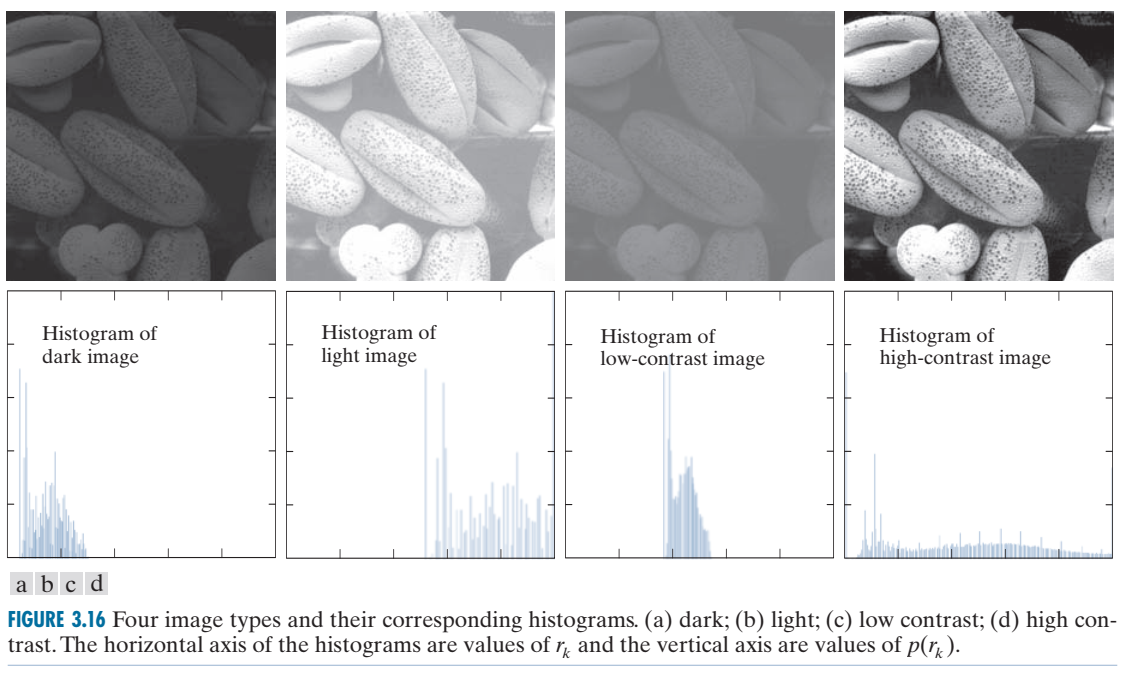 Histogram of
dark image
Histogram of
light image
Histogram of
low-contrast image
Histogram of
high-contrast image
a b c d
FIGURE 3.16 Four image types and their corresponding histograms. (a) dark; (b) light; (c) low contrast; (d) high con-
trast. The horizontal axis of the histograms are values of rₖ and the vertical axis are values of p(rₖ).